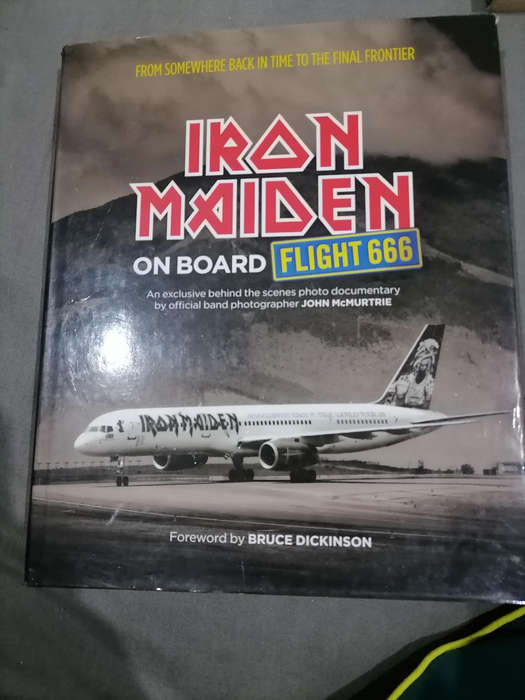 FROM SOMEWHERE BACK IN TIME TO THE FINAL FRONTIER
IRON
MAIDEN
ON BOARD FLIGHT 666
An exclusive behind the scenes photo documentary
by official band photographer JOHN McMURTRIE
IRON MAIDEN
Foreword by BRUCE DICKINSON